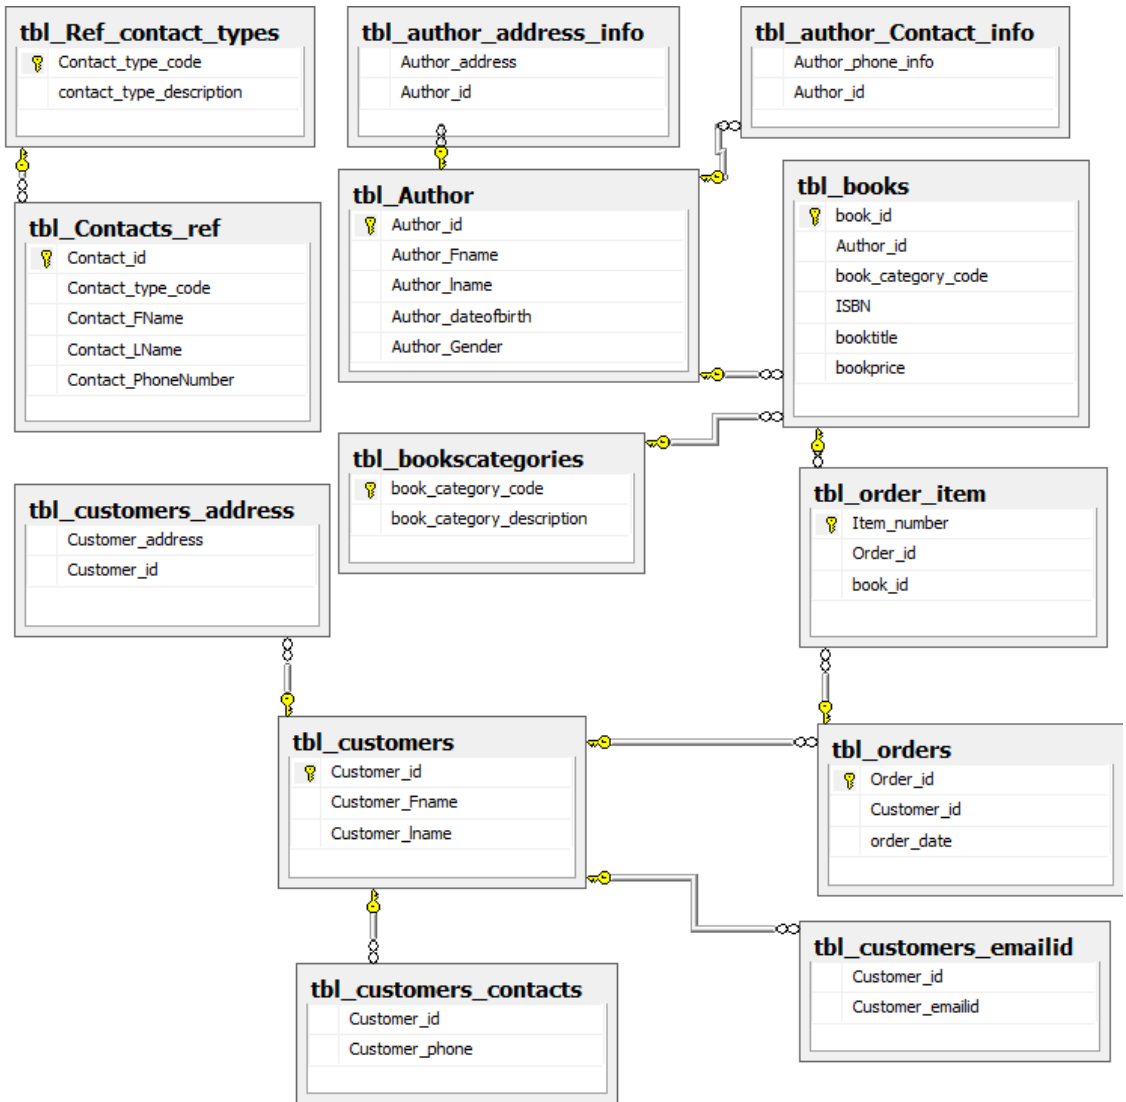 tbl_Ref_contact_types
Contact_type_code
contact_type_description
tbl_author_address_info
Author_address
Author_id
tbl_author_Contact_info
Author_phone_info
Author_id
tbl_Contacts_ref
Contact_id
Contact_type_code
Contact_FName
Contact_LName
Contact_PhoneNumber
tbl_Author
Author_id
Author_Fname
Author_lname
Author_dateofbirth
Author_Gender
tbl_books
book_id
Author_id
book_category_code
ISBN
booktitle
bookprice
tbl_bookscategories
book_category_code
book_category_description
tbl_customers_address
Customer_address
Customer_id
tbl_order_item
Item_number
Order_id
book_id
tbl_customers
Customer_id
Customer_Fname
Customer_lname
tbl_orders
Order_id
Customer_id
order_date
tbl_customers_contacts
Customer_id
Customer_phone
tbl_customers_emailid
Customer_id
Customer_emailid